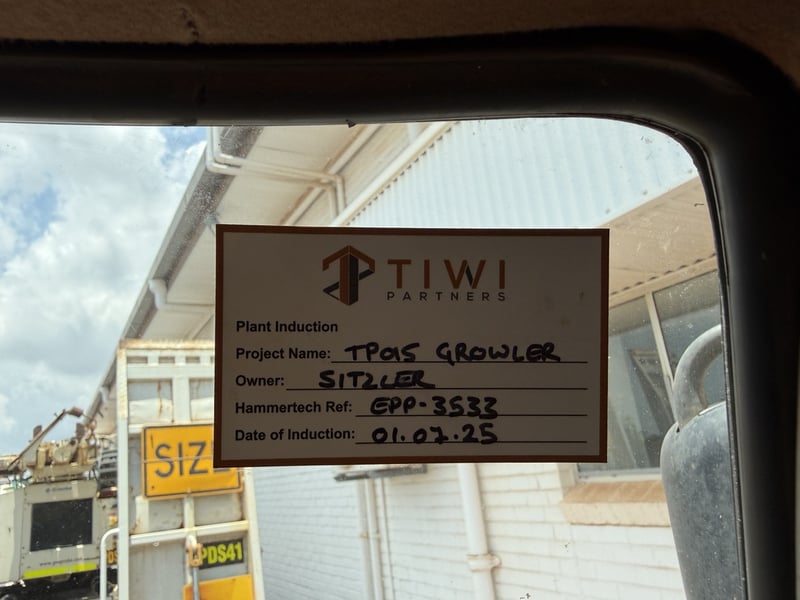 TIWI
PARTNERS
Plant Induction
Project Name: TP015 GROWLER
Owner: SITZLER
Hammertech Ref: EPP-3533
Date of Induction: 01.07.25
SIZ
PDS41